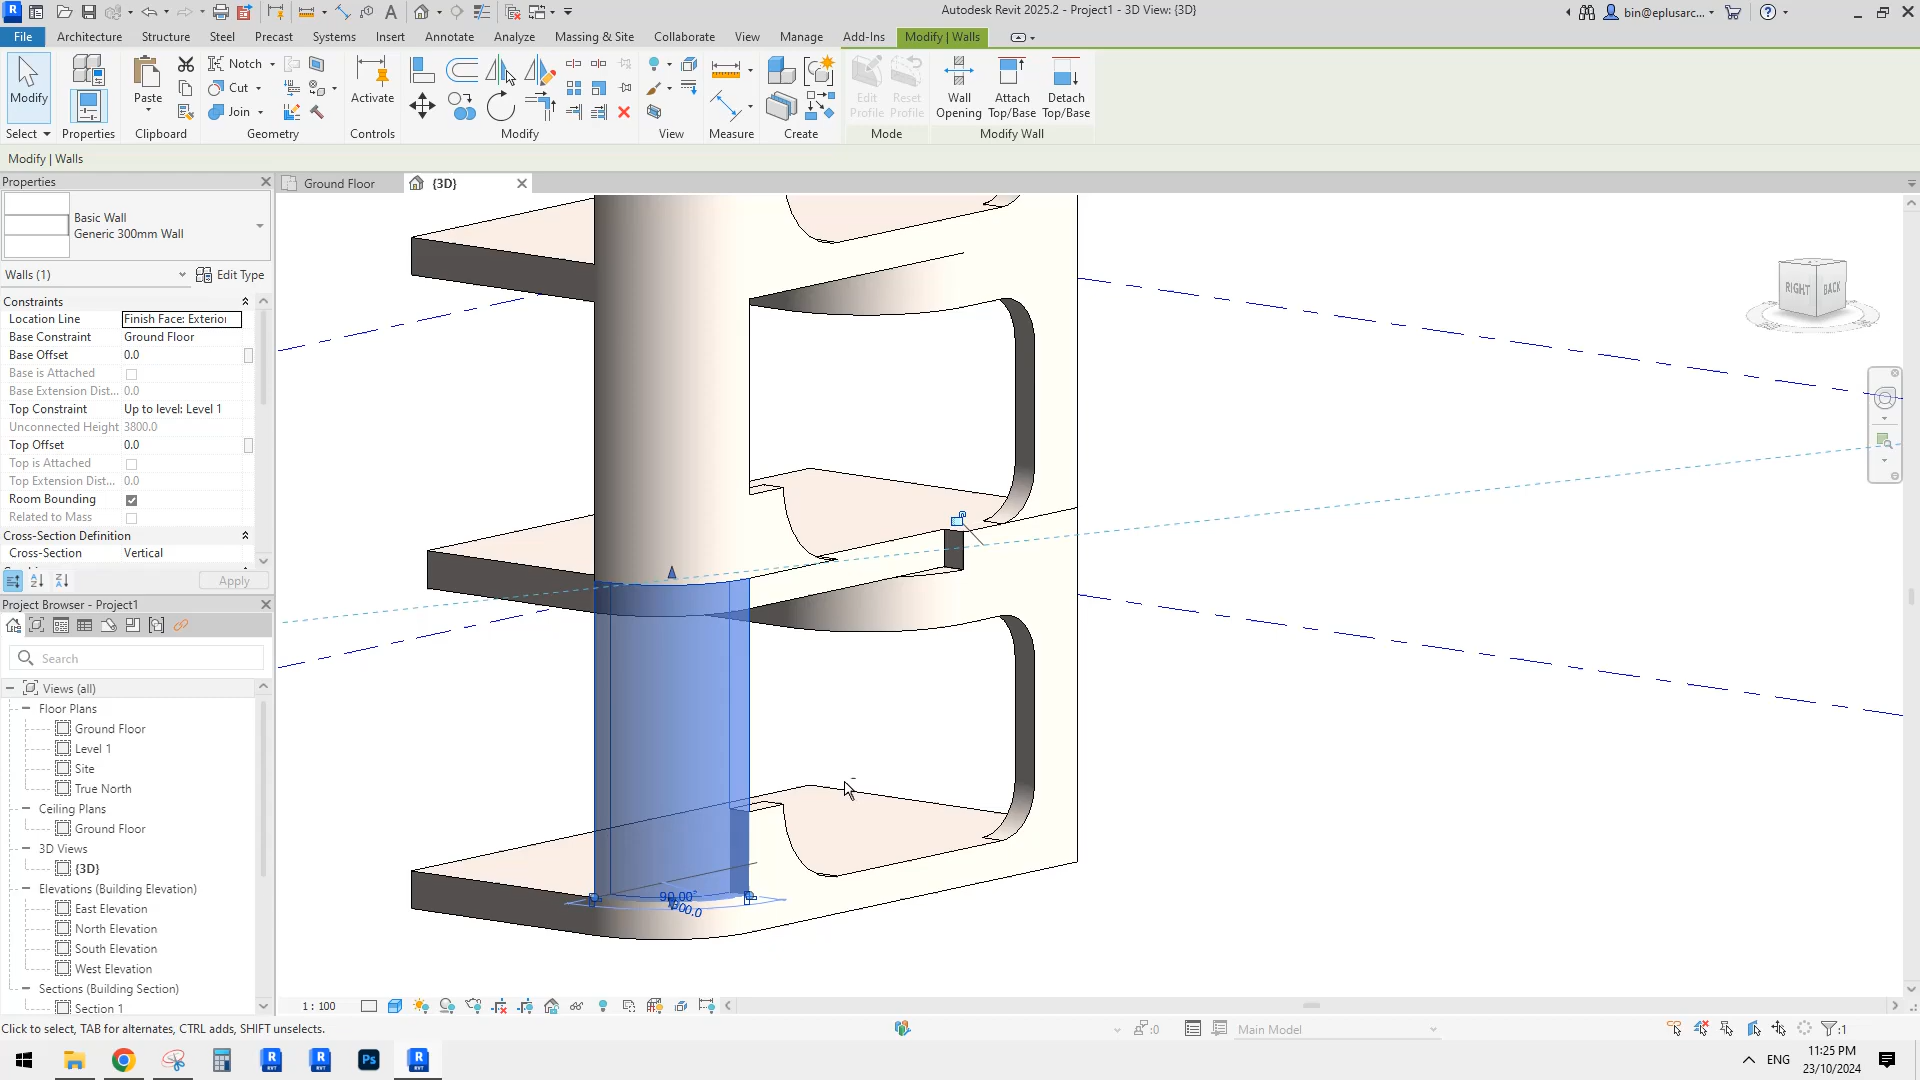 Autodesk Revit 2025.2 - Project1 - 3D View: {3D}
bin@eplusarc...
File Architecture Structure Steel Precast Systems Insert Annotate Analyze Massing & Site Collaborate View Manage Add-Ins Modify | Walls
Modify
Paste
Notch
Cut
Join
Activate
Edit Profile
Reset Profile
Wall Opening
Attach Top/Base
Detach Top/Base
Select Properties Clipboard Geometry Controls Modify View Measure Create Mode Modify Wall
Modify | Walls
Properties
Ground Floor
{3D}
Basic Wall
Generic 300mm Wall
Walls (1)
Edit Type
Constraints
Location Line Finish Face: Exterior
Base Constraint Ground Floor
Base Offset 0.0
Base is Attached
Base Extension Dist... 0.0
Top Constraint Up to level: Level 1
Unconnected Height 3800.0
Top Offset 0.0
Top is Attached
Top Extension Dist... 0.0
Room Bounding
Related to Mass
Cross-Section Definition
Cross-Section Vertical
Apply
Project Browser - Project1
Search
Views (all)
Floor Plans
Ground Floor
Level 1
Site
True North
Ceiling Plans
Ground Floor
3D Views
{3D}
Elevations (Building Elevation)
East Elevation
North Elevation
South Elevation
West Elevation
Sections (Building Section)
Section 1
RIGHT BACK
90.00°
1 : 100
Click to select, TAB for alternates, CTRL adds, SHIFT unselects.
:0
Main Model
:1
ENG
11:25 PM
23/10/2024